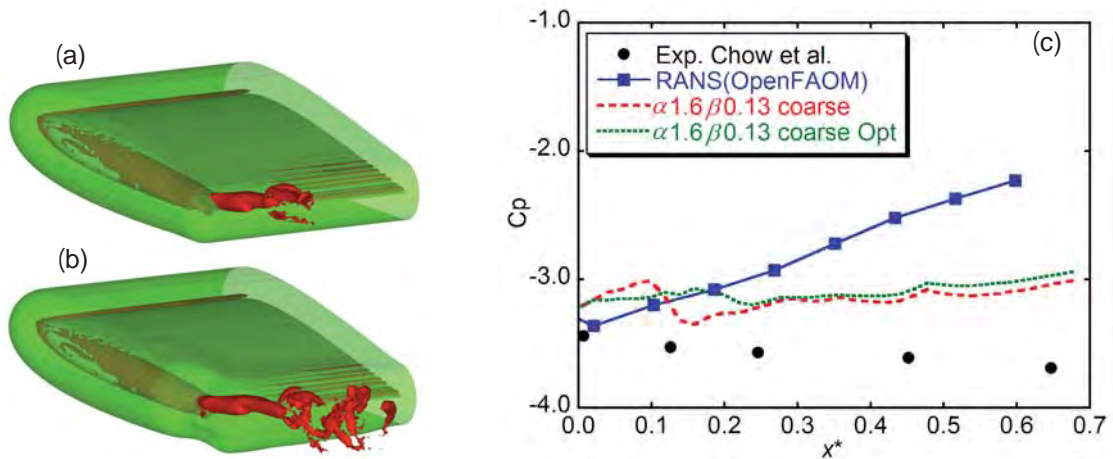 (a)
(b)
(c)
Cp
-1.0
-2.0
-3.0
-4.0
Exp. Chow et al.
RANS(OpenFAOM)
α1.6β0.13 coarse
α1.6β0.13 coarse Opt
0.0 0.1 0.2 0.3 0.4 0.5 0.6 0.7
x*